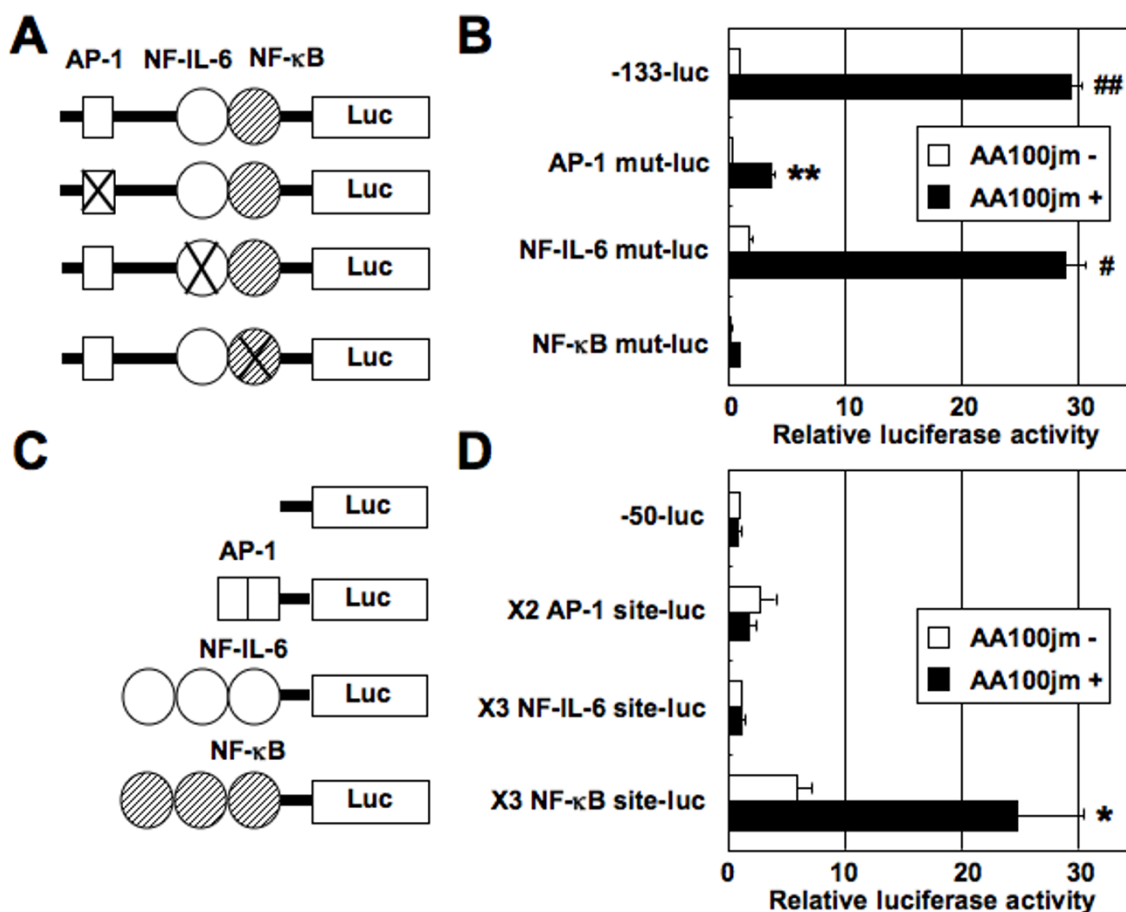 A
AP-1 NF-IL-6 NF-κB
Luc
Luc
Luc
Luc
B
-133-luc
##
AP-1 mut-luc
**
NF-IL-6 mut-luc
#
NF-κB mut-luc
AA100jm -
AA100jm +
0 10 20 30
Relative luciferase activity
C
Luc
AP-1
Luc
NF-IL-6
Luc
NF-κB
Luc
D
-50-luc
X2 AP-1 site-luc
X3 NF-IL-6 site-luc
X3 NF-κB site-luc
*
AA100jm -
AA100jm +
0 10 20 30
Relative luciferase activity